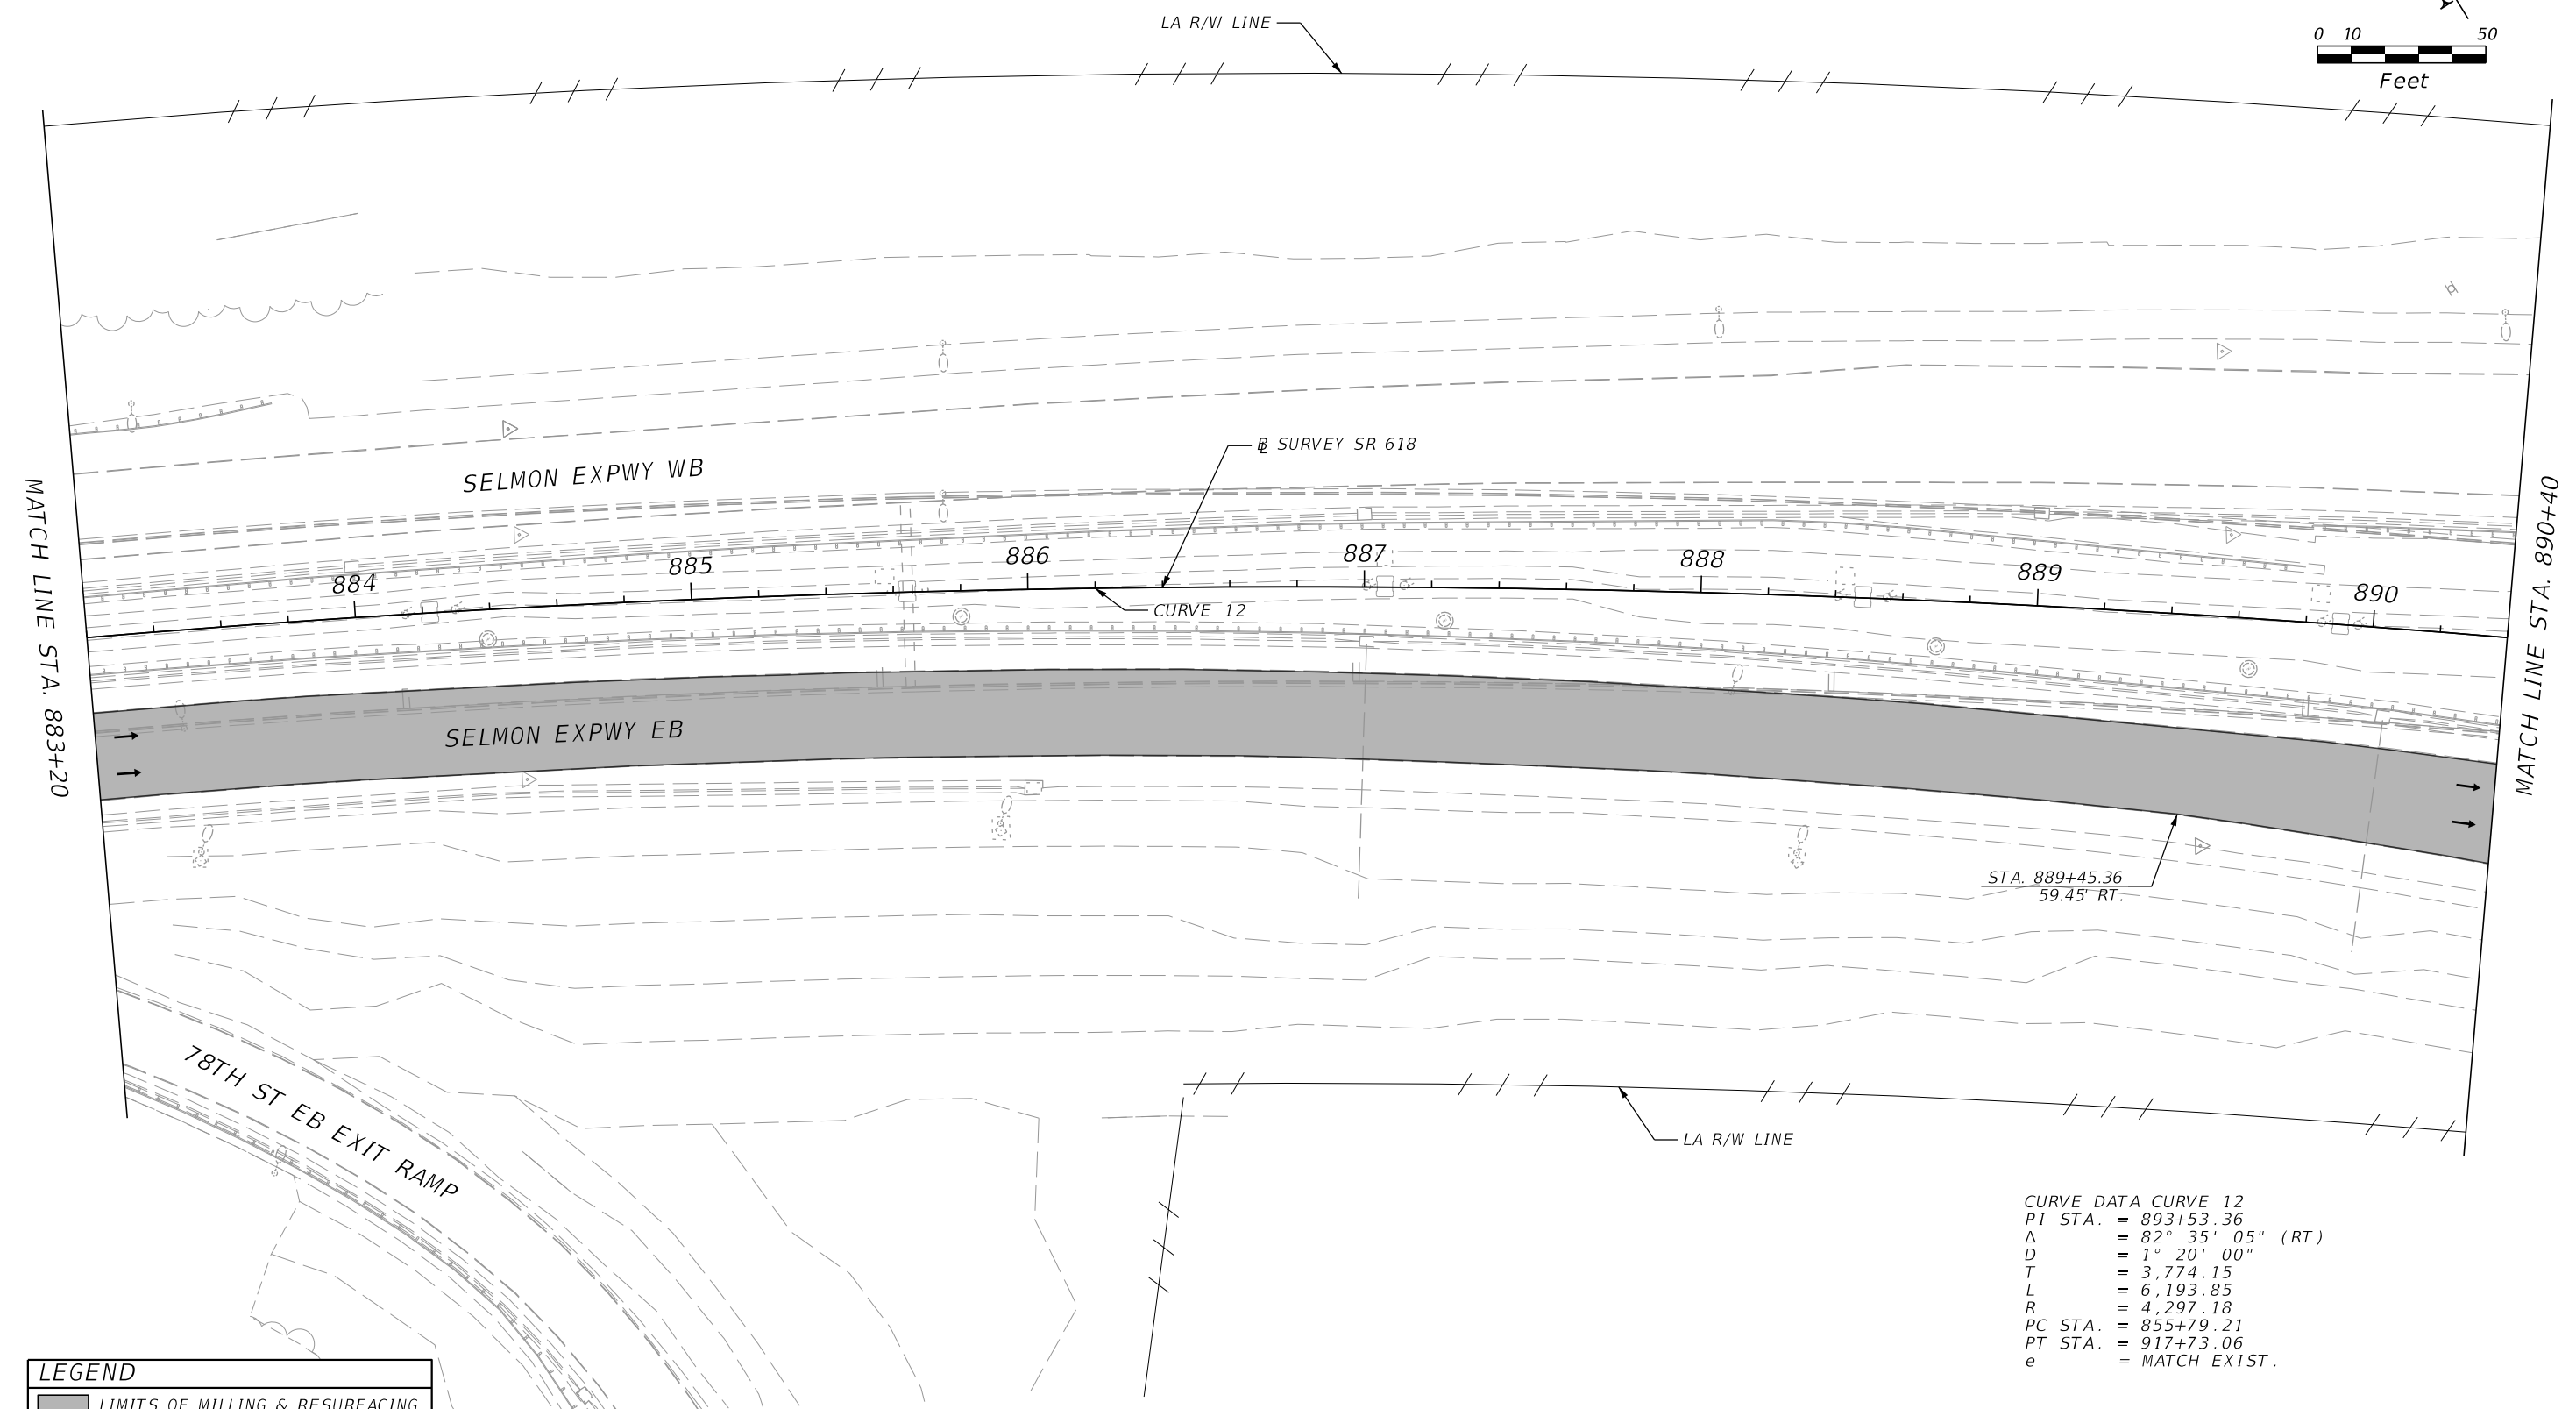 LA R/W LINE
0 10 50
Feet
SELMON EXPWY WB
BL SURVEY SR 618
MATCH LINE STA. 883+20
MATCH LINE STA. 890+40
884
885
886
887
888
889
890
CURVE 12
SELMON EXPWY EB
STA. 889+45.36
59.45' RT.
78TH ST EB EXIT RAMP
LA R/W LINE
CURVE DATA CURVE 12
PI STA. = 893+53.36
Δ = 82° 35' 05" (RT)
D = 1° 20' 00"
T = 3,774.15
L = 6,193.85
R = 4,297.18
PC STA. = 855+79.21
PT STA. = 917+73.06
e = MATCH EXIST.
LEGEND
LIMITS OF MILLING & RESURFACING